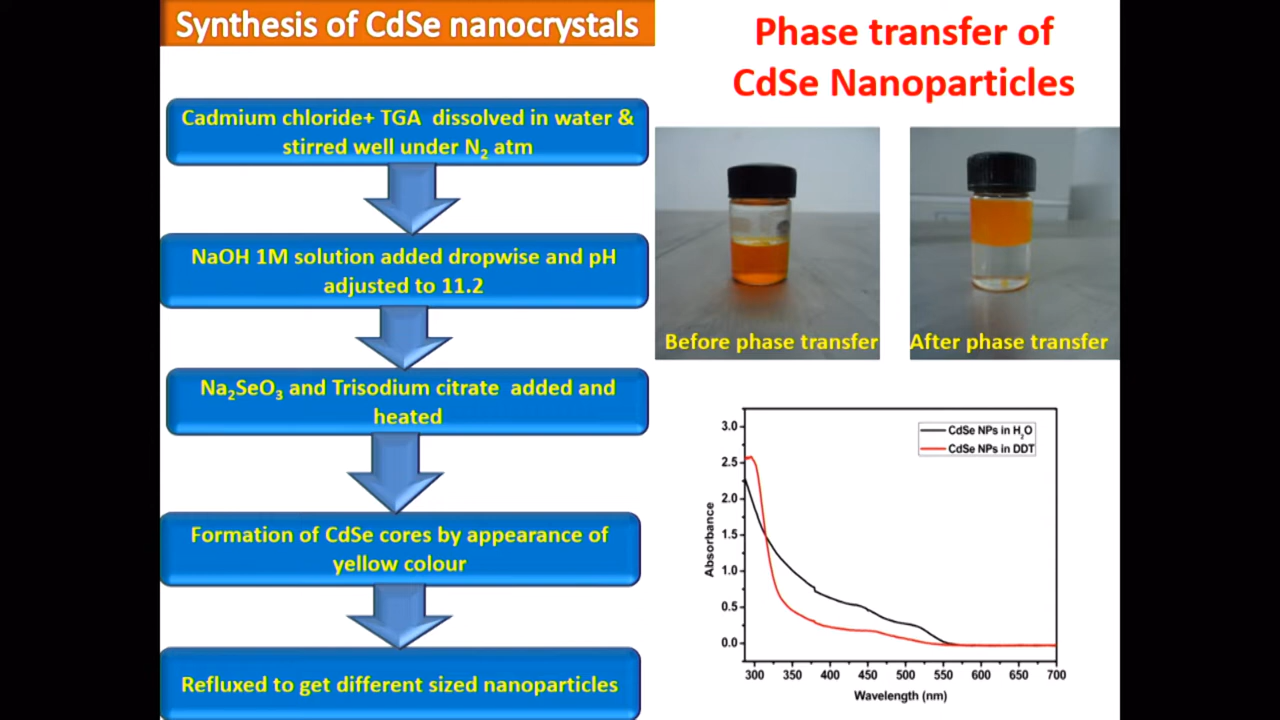 Synthesis of CdSe nanocrystals
Cadmium chloride+ TGA dissolved in water &
stirred well under N₂ atm
NaOH 1M solution added dropwise and pH
adjusted to 11.2
Na₂SeO₃ and Trisodium citrate added and
heated
Formation of CdSe cores by appearance of
yellow colour
Refluxed to get different sized nanoparticles
Phase transfer of
CdSe Nanoparticles
Before phase transfer
After phase transfer
CdSe NPs in H₂O
CdSe NPs in DDT
Absorbance
3.0
2.5
2.0
1.5
1.0
0.5
0.0
300 350 400 450 500 550 600 650 700
Wavelength (nm)